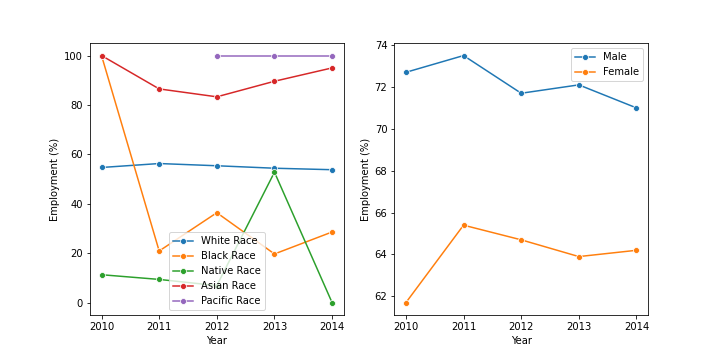 100
80
60
40
20
0
Employment (%)
2010 2011 2012 2013 2014
Year
White Race
Black Race
Native Race
Asian Race
Pacific Race
74
72
70
68
66
64
62
Employment (%)
2010 2011 2012 2013 2014
Year
Male
Female